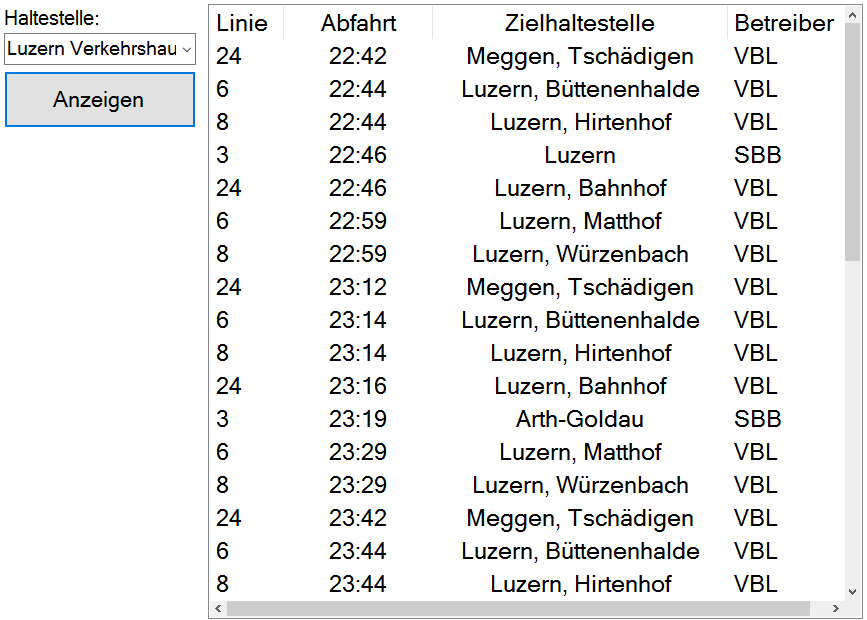 Haltestelle:
Luzern Verkehrshau
Anzeigen
Linie Abfahrt Zielhaltestelle Betreiber
24 22:42 Meggen, Tschädigen VBL
6 22:44 Luzern, Büttenenhalde VBL
8 22:44 Luzern, Hirtenhof VBL
3 22:46 Luzern SBB
24 22:46 Luzern, Bahnhof VBL
6 22:59 Luzern, Matthof VBL
8 22:59 Luzern, Würzenbach VBL
24 23:12 Meggen, Tschädigen VBL
6 23:14 Luzern, Büttenenhalde VBL
8 23:14 Luzern, Hirtenhof VBL
24 23:16 Luzern, Bahnhof VBL
3 23:19 Arth-Goldau SBB
6 23:29 Luzern, Matthof VBL
8 23:29 Luzern, Würzenbach VBL
24 23:42 Meggen, Tschädigen VBL
6 23:44 Luzern, Büttenenhalde VBL
8 23:44 Luzern, Hirtenhof VBL